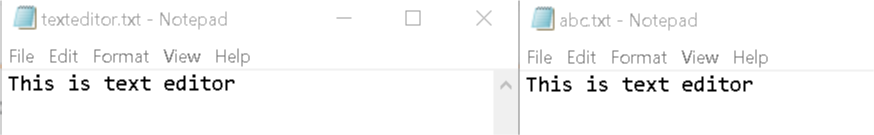 texteditor.txt - Notepad
File Edit Format View Help
This is text editor
abc.txt - Notepad
File Edit Format View Help
This is text editor